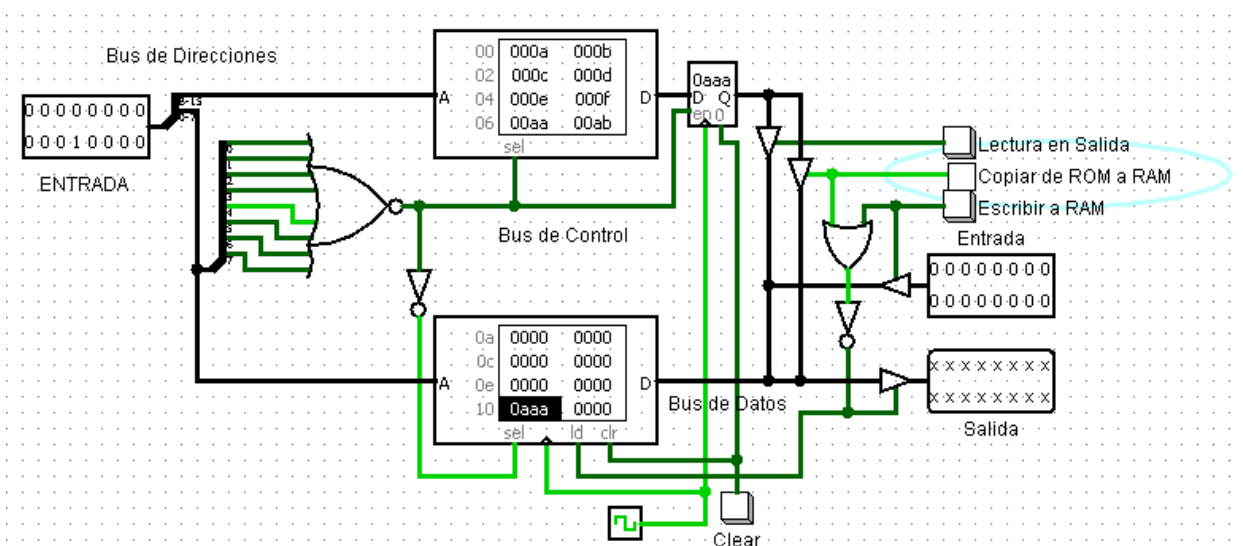 Bus de Direcciones
0 0 0 0 0 0 0 0
0 0 0 1 0 0 0 0
ENTRADA
A
00 000a 000b
02 000c 000d
04 000e 000f
06 00aa 00ab
D
sel
0aaa
D Q
en 0
Lectura en Salida
Copiar de ROM a RAM
Escribir a RAM
Bus de Control
Entrada
0 0 0 0 0 0 0 0
0 0 0 0 0 0 0 0
A
0a 0000 0000
0c 0000 0000
0e 0000 0000
10 0aaa 0000
D
sel ld clr
Bus de Datos
x x x x x x x x
x x x x x x x x
Salida
Clear